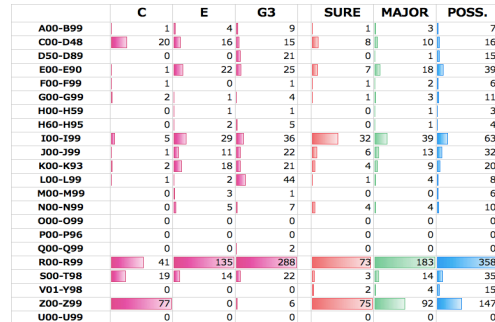 C E G3 SURE MAJOR POSS.
A00-B99 1 4 9 1 3 7
C00-D48 20 16 15 8 10 16
D50-D89 0 0 21 0 1 15
E00-E90 1 22 25 7 18 39
F00-F99 1 0 1 0 2 6
G00-G99 2 1 4 1 3 11
H00-H59 0 1 1 0 1 3
H60-H95 0 2 5 0 1 4
I00-I99 5 29 36 32 39 63
J00-J99 1 11 22 6 13 32
K00-K93 2 18 21 4 9 20
L00-L99 1 2 44 1 4 8
M00-M99 0 3 1 0 0 6
N00-N99 0 5 7 4 4 10
O00-O99 0 0 0 0 0 0
P00-P96 0 0 0 0 0 0
Q00-Q99 0 0 2 0 0 0
R00-R99 41 135 288 73 183 358
S00-T98 19 14 22 3 14 35
V01-Y98 0 0 0 2 4 15
Z00-Z99 77 0 6 75 92 147
U00-U99 0 0 0 0 0 0